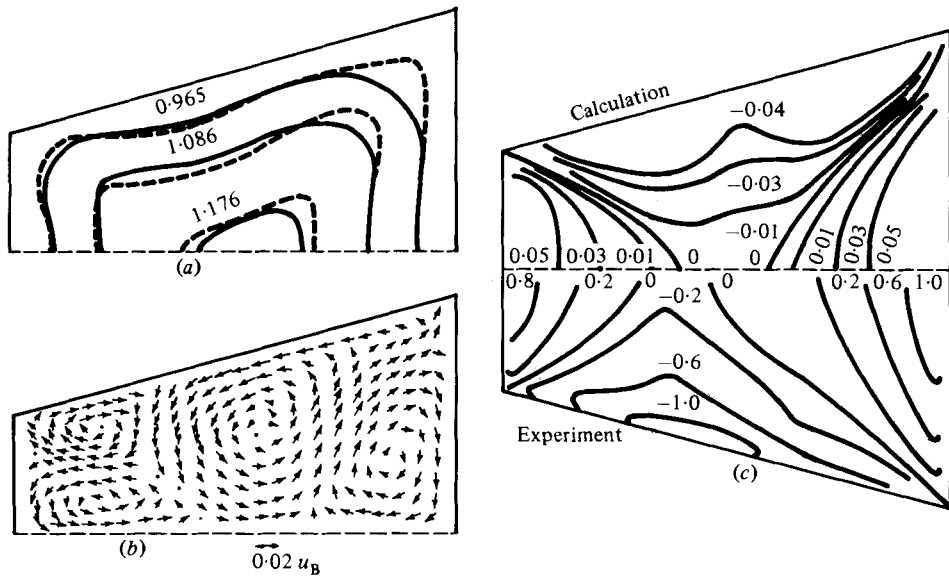 0·965
1·086
1·176
(a)
(b)
0·02 uB
Calculation
−0·04
−0·03
−0·01
0·05 0·03 0·01 0 0 0·01 0·03 0·05
0·8 0·2 0 0 0·2 0·6 1·0
−0·2
−0·6
−1·0
Experiment
(c)